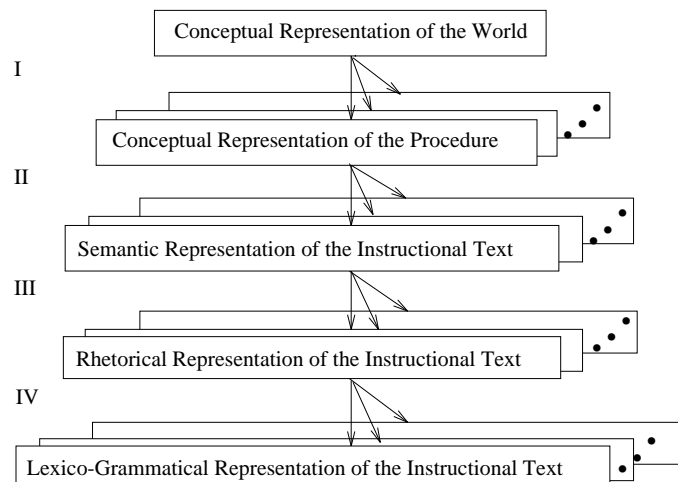 Conceptual Representation of the World
I
Conceptual Representation of the Procedure
II
Semantic Representation of the Instructional Text
III
Rhetorical Representation of the Instructional Text
IV
Lexico-Grammatical Representation of the Instructional Text